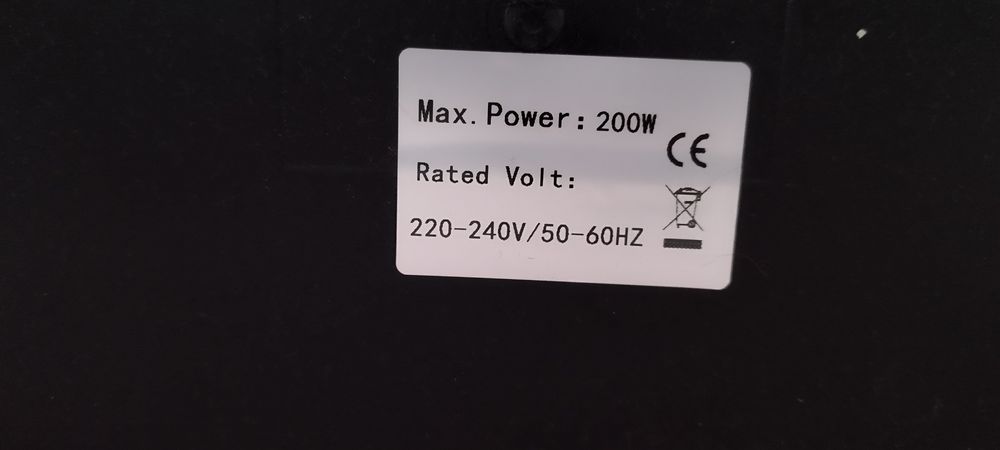 Max. Power: 200W
CE
Rated Volt:
220-240V/50-60HZ